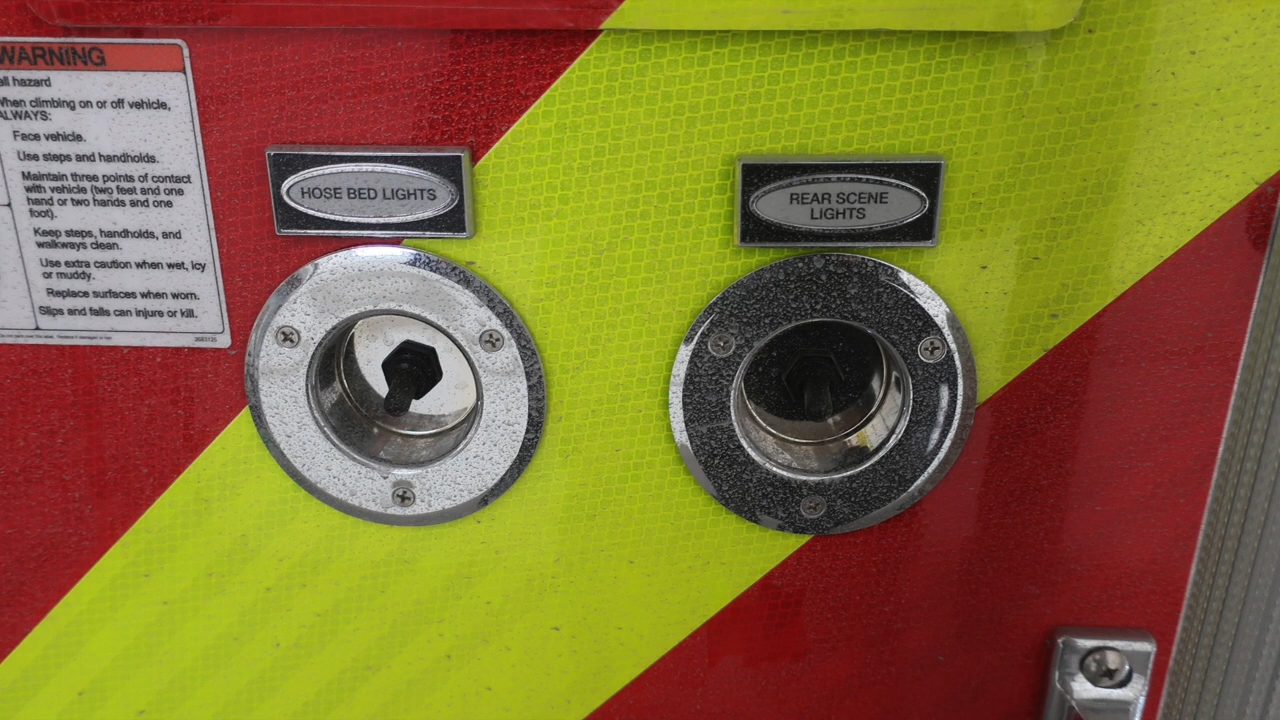 WARNING
all hazard
When climbing on or off vehicle,
ALWAYS:
Face vehicle.
Use steps and handholds.
Maintain three points of contact
with vehicle (two feet and one
hand or two hands and one
foot).
Keep steps, handholds, and
walkways clean.
Use extra caution when wet, icy
or muddy.
Replace surfaces when worn.
Slips and falls can injure or kill.
HOSE BED LIGHTS
REAR SCENE
LIGHTS